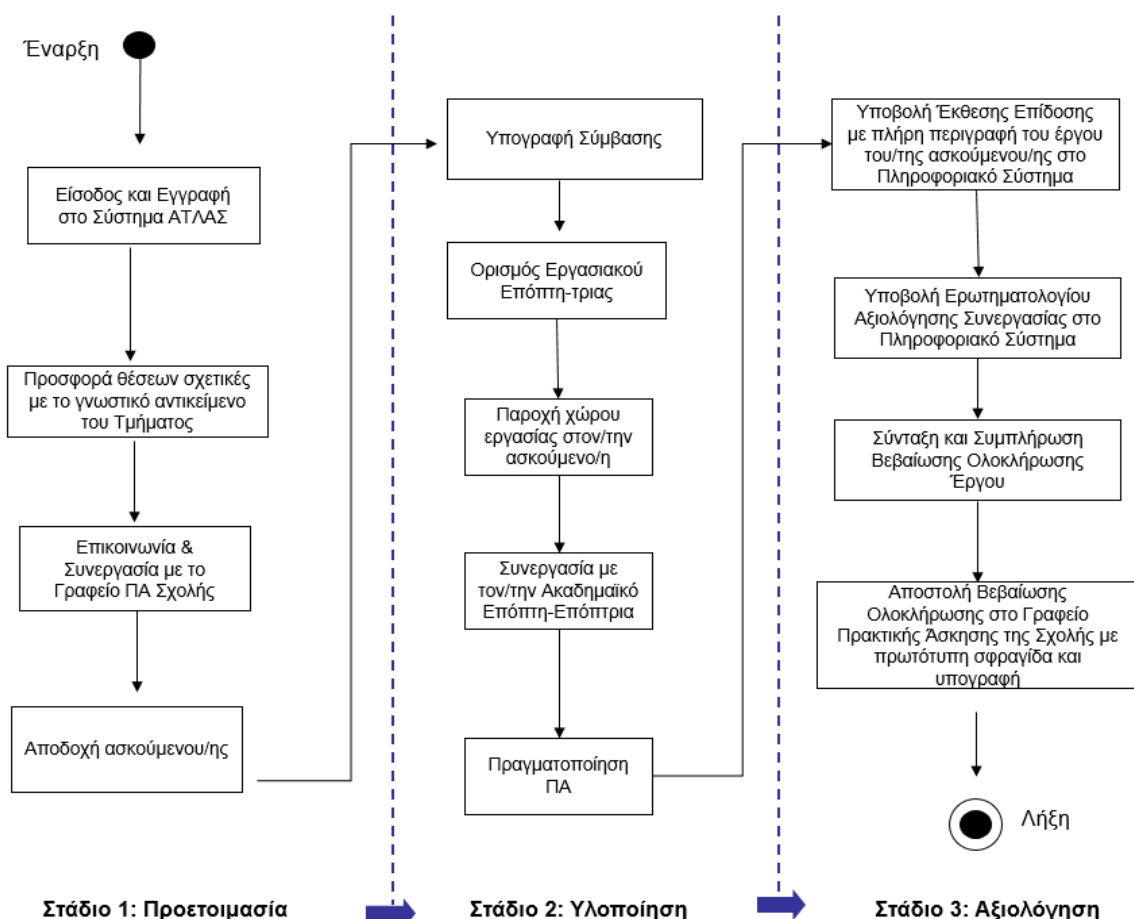 Έναρξη
Είσοδος και Εγγραφή
στο Σύστημα ΑΤΛΑΣ
Προσφορά θέσεων σχετικές
με το γνωστικό αντικείμενο
του Τμήματος
Επικοινωνία &
Συνεργασία με το
Γραφείο ΠΑ Σχολής
Αποδοχή ασκούμενου/ης
Υπογραφή Σύμβασης
Ορισμός Εργασιακού
Επόπτη-τριας
Παροχή χώρου
εργασίας στον/την
ασκούμενο/η
Συνεργασία με
τον/την Ακαδημαϊκό
Επόπτη-Επόπτρια
Πραγματοποίηση
ΠΑ
Υποβολή Έκθεσης Επίδοσης
με πλήρη περιγραφή του έργου
του/της ασκούμενου/ης στο
Πληροφοριακό Σύστημα
Υποβολή Ερωτηματολογίου
Αξιολόγησης Συνεργασίας στο
Πληροφοριακό Σύστημα
Σύνταξη και Συμπλήρωση
Βεβαίωσης Ολοκλήρωσης
Έργου
Αποστολή Βεβαίωσης
Ολοκλήρωσης στο Γραφείο
Πρακτικής Άσκησης της Σχολής με
πρωτότυπη σφραγίδα και
υπογραφή
Λήξη
Στάδιο 1: Προετοιμασία
Στάδιο 2: Υλοποίηση
Στάδιο 3: Αξιολόγηση